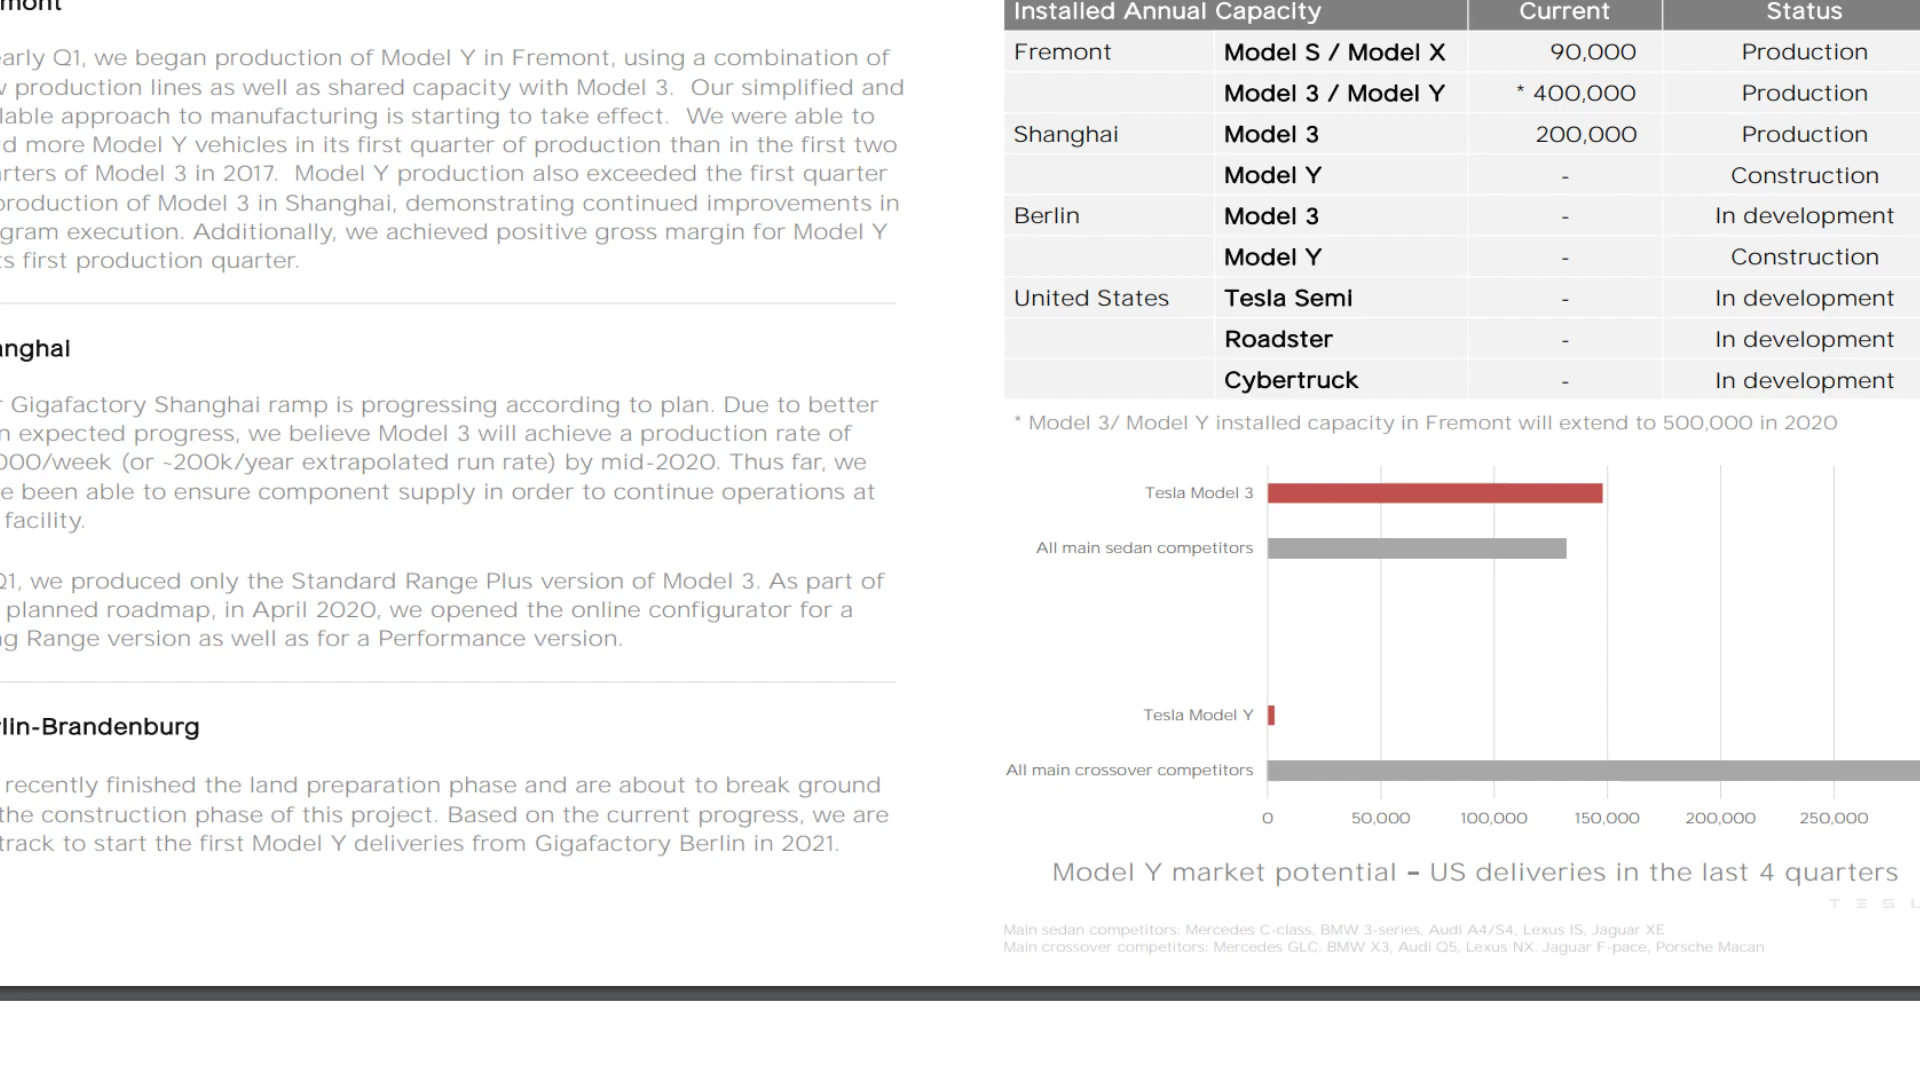 mont
early Q1, we began production of Model Y in Fremont, using a combination of
production lines as well as shared capacity with Model 3. Our simplified and
lable approach to manufacturing is starting to take effect. We were able to
d more Model Y vehicles in its first quarter of production than in the first two
rters of Model 3 in 2017. Model Y production also exceeded the first quarter
production of Model 3 in Shanghai, demonstrating continued improvements in
gram execution. Additionally, we achieved positive gross margin for Model Y
s first production quarter.
anghai
r Gigafactory Shanghai ramp is progressing according to plan. Due to better
n expected progress, we believe Model 3 will achieve a production rate of
000/week (or ~200k/year extrapolated run rate) by mid-2020. Thus far, we
e been able to ensure component supply in order to continue operations at
facility.
Q1, we produced only the Standard Range Plus version of Model 3. As part of
planned roadmap, in April 2020, we opened the online configurator for a
g Range version as well as for a Performance version.
lin-Brandenburg
recently finished the land preparation phase and are about to break ground
the construction phase of this project. Based on the current progress, we are
track to start the first Model Y deliveries from Gigafactory Berlin in 2021.
Installed Annual Capacity Current Status
Fremont Model S / Model X 90,000 Production
Model 3 / Model Y * 400,000 Production
Shanghai Model 3 200,000 Production
Model Y - Construction
Berlin Model 3 - In development
Model Y - Construction
United States Tesla Semi - In development
Roadster - In development
Cybertruck - In development
* Model 3/ Model Y installed capacity in Fremont will extend to 500,000 in 2020
Tesla Model 3
All main sedan competitors
Tesla Model Y
All main crossover competitors
0 50,000 100,000 150,000 200,000 250,000
Model Y market potential – US deliveries in the last 4 quarters
TESL
Main sedan competitors: Mercedes C-class, BMW 3-series, Audi A4/S4, Lexus IS, Jaguar XE
Main crossover competitors: Mercedes GLC, BMW X3, Audi Q5, Lexus NX, Jaguar F-pace, Porsche Macan